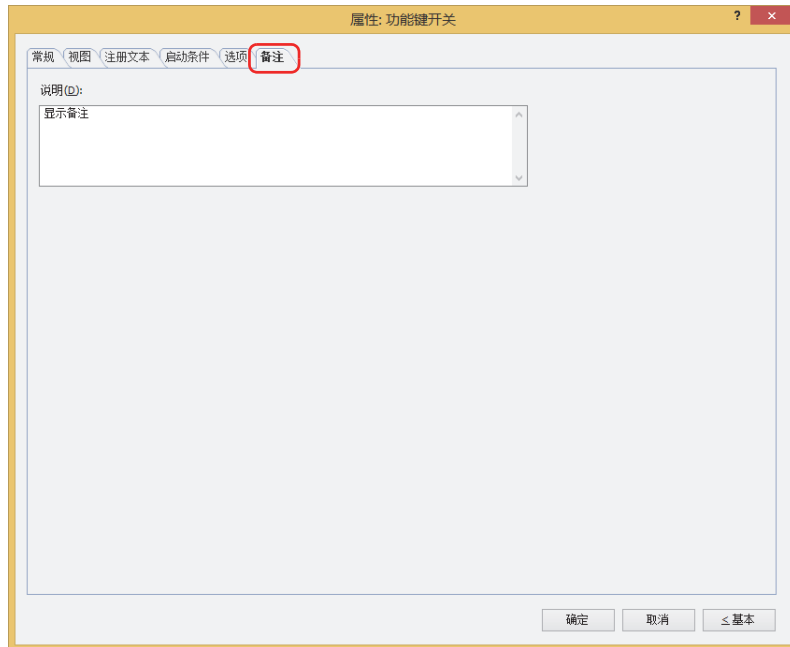 属性: 功能键开关
? ×
常规 视图 注册文本 启动条件 选项 备注
说明(D):
显示备注
确定 取消 ≤基本